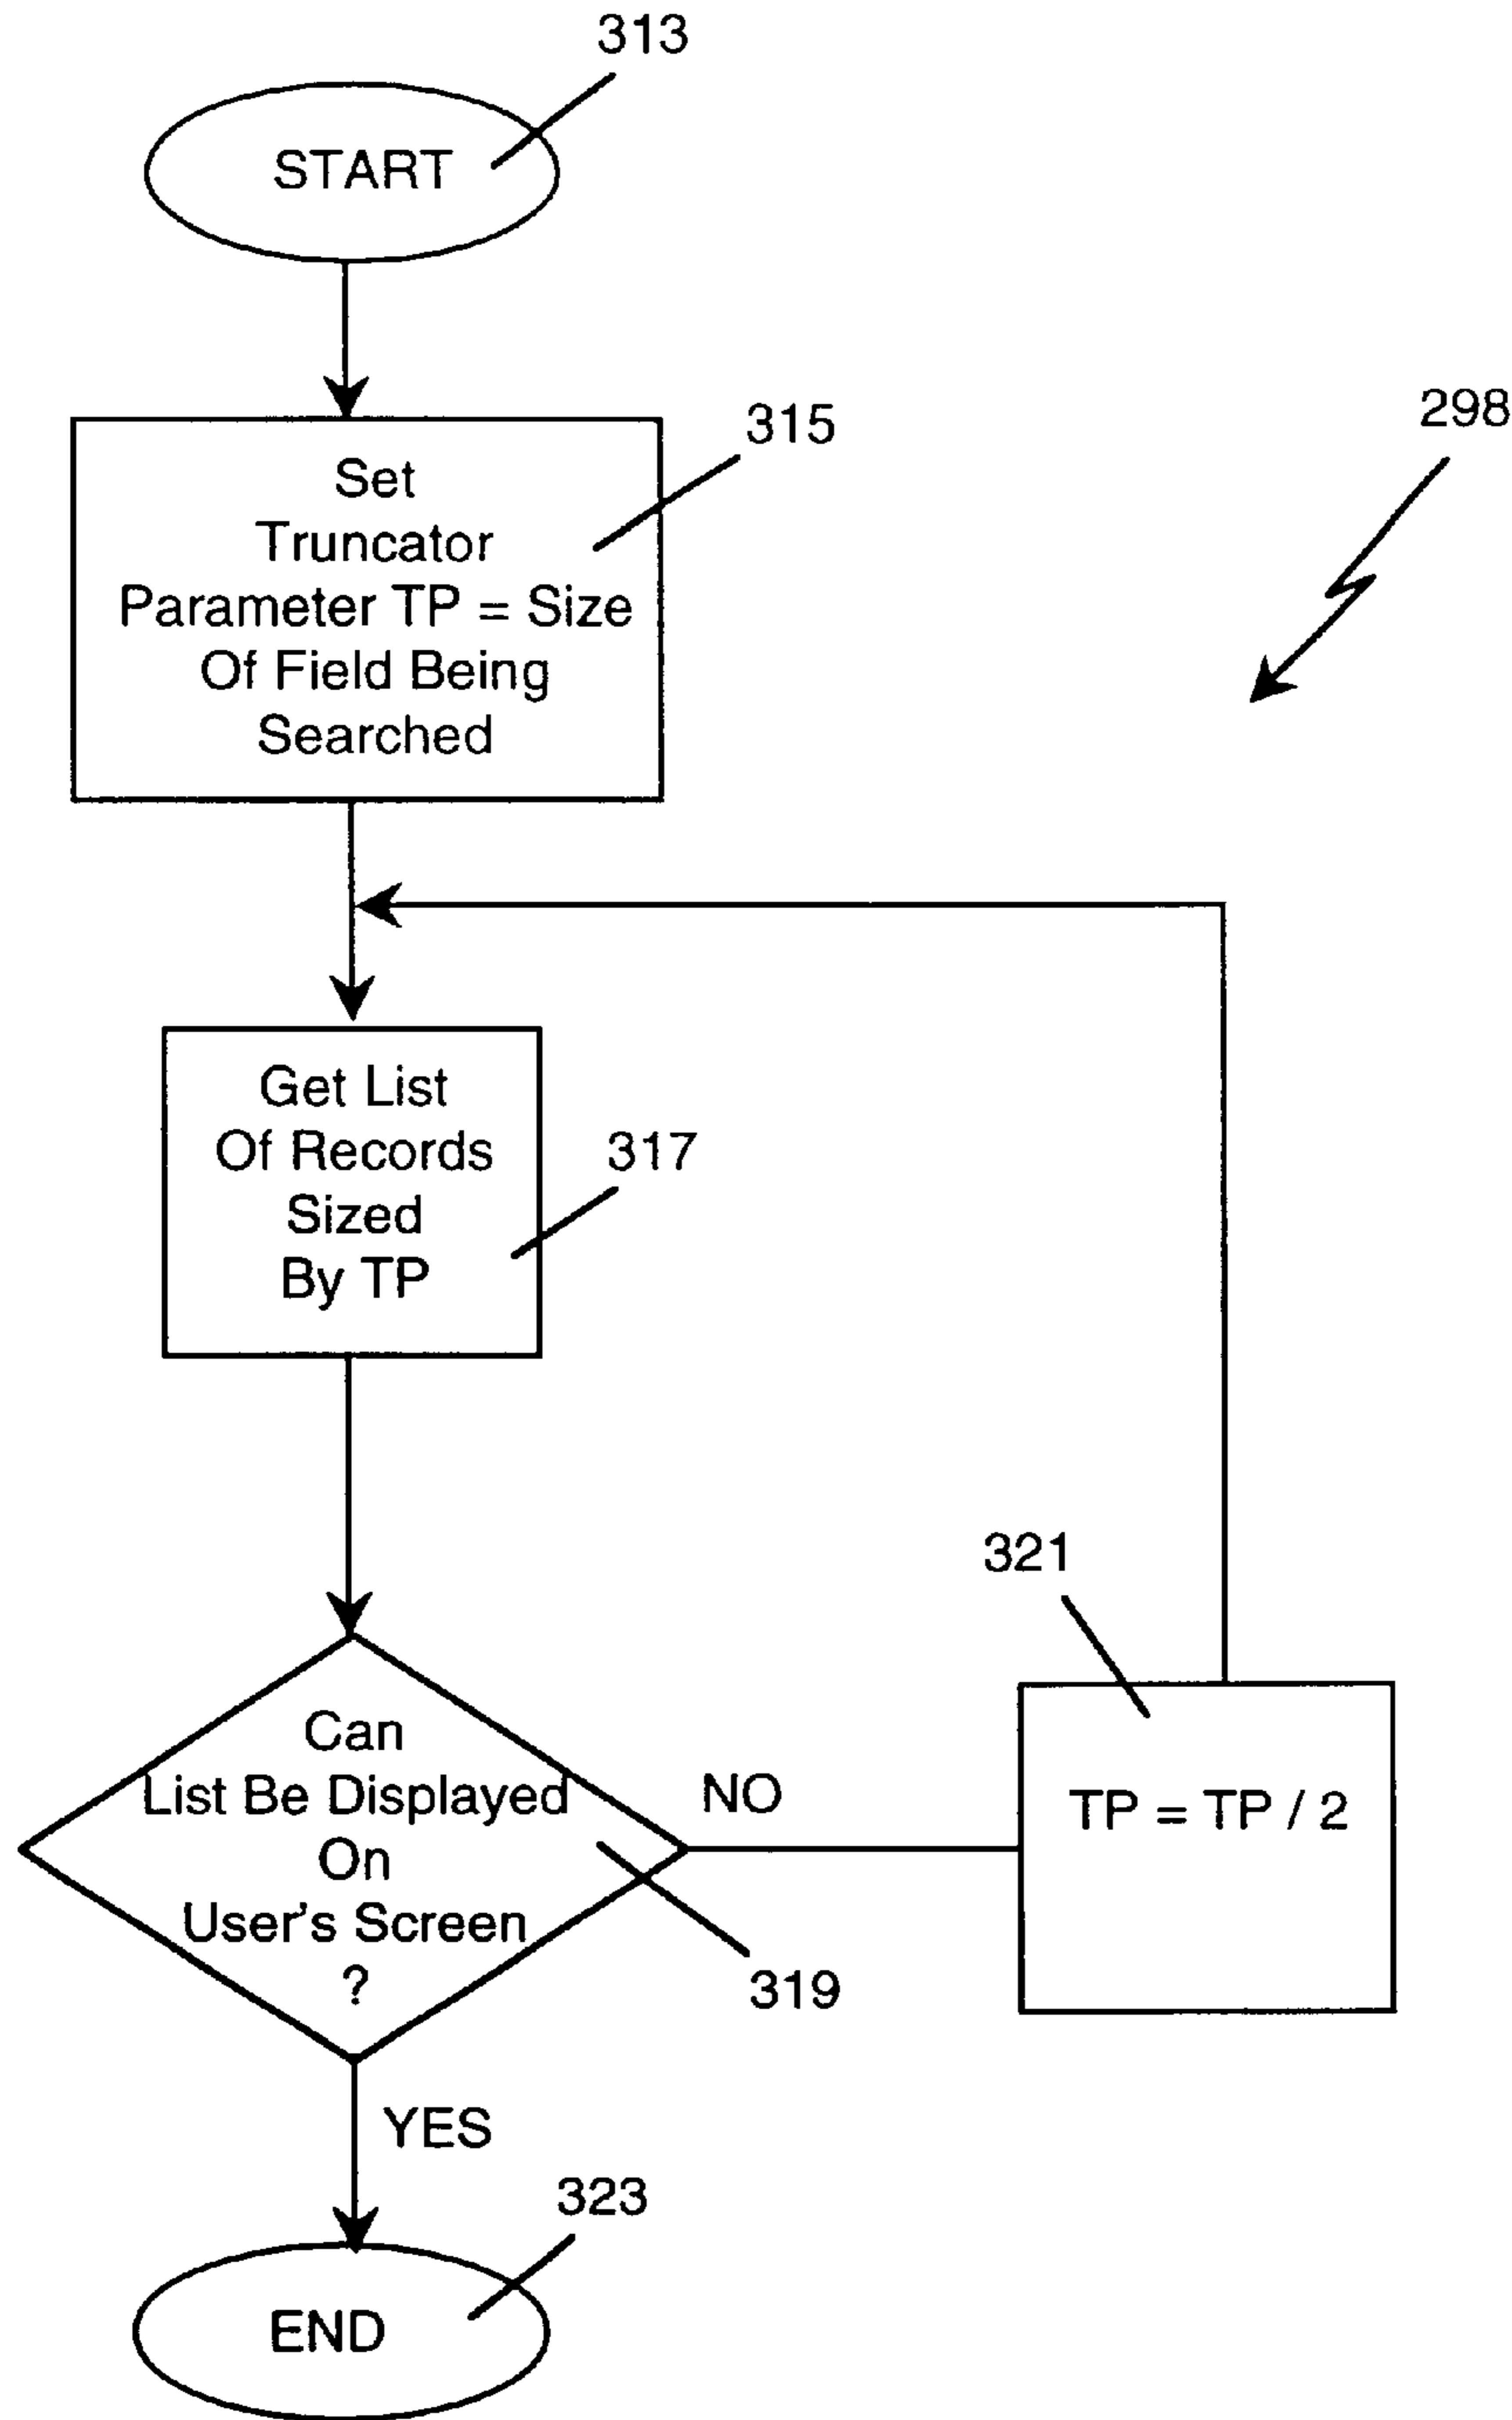 313
START
315
298
Set
Truncator
Parameter TP = Size
Of Field Being
Searched
Get List
Of Records
Sized
By TP
317
321
Can
List Be Displayed
On
User's Screen
?
NO
TP = TP / 2
319
YES
323
END